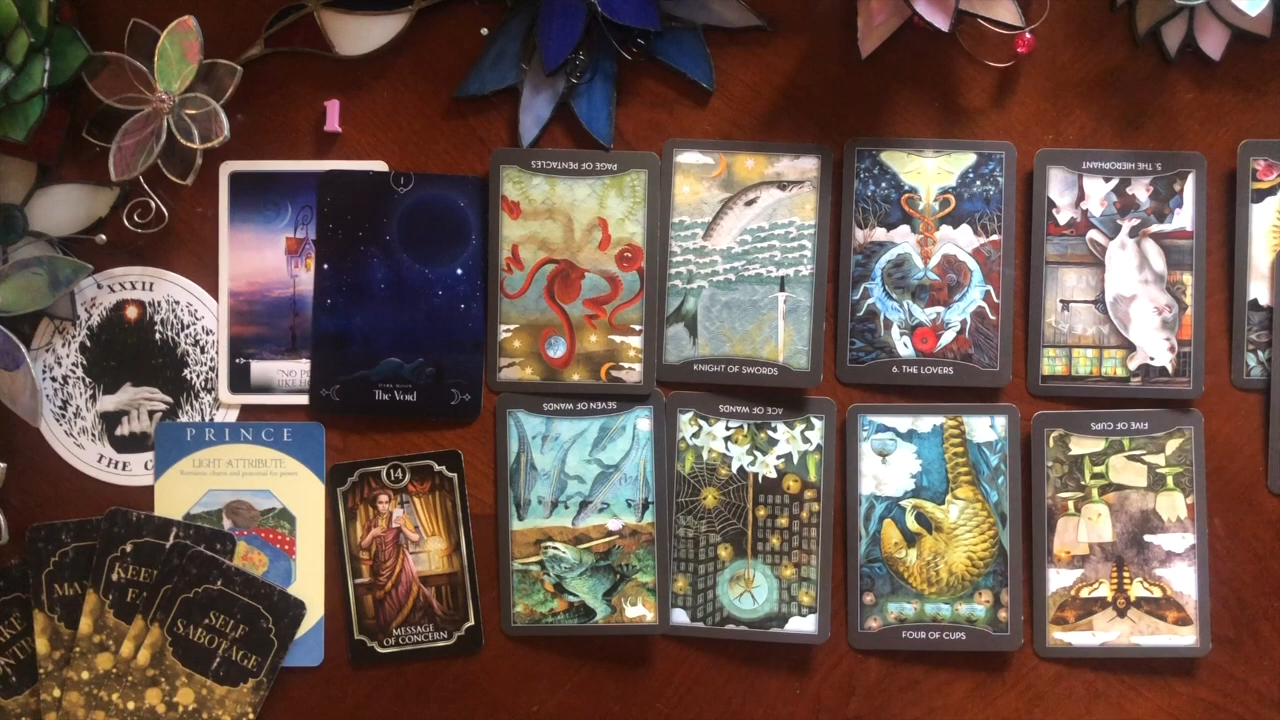 1
1
PAGE OF PENTACLES
KNIGHT OF SWORDS
6. THE LOVERS
5. THE HIEROPHANT
XXXII
THE
"NO
DARK MOON
The Void
SEVEN OF WANDS
ACE OF WANDS
FOUR OF CUPS
FIVE OF CUPS
PRINCE
LIGHT ATTRIBUTE
Romantic charm and potential for power
14
MESSAGE
OF CONCERN
SELF
SABOTAGE